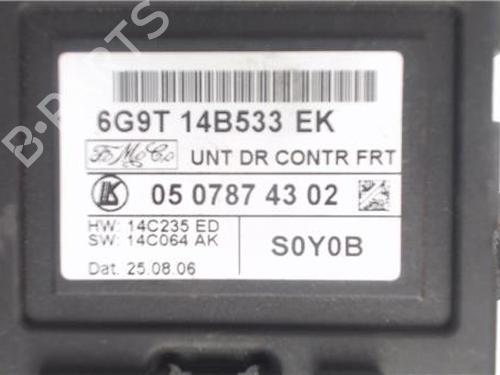 B-PARTS
6G9T 14B533 EK
FoMoCo UNT DR CONTR FRT
K 05 0787 43 02
HW: 14C235 ED
SW: 14C064 AK
S0Y0B
Dat. 25.08.06